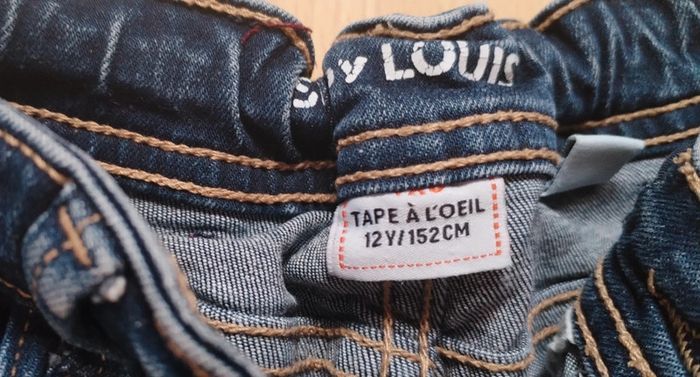 LOUIS
TAPE À L'OEIL
12Y/152CM